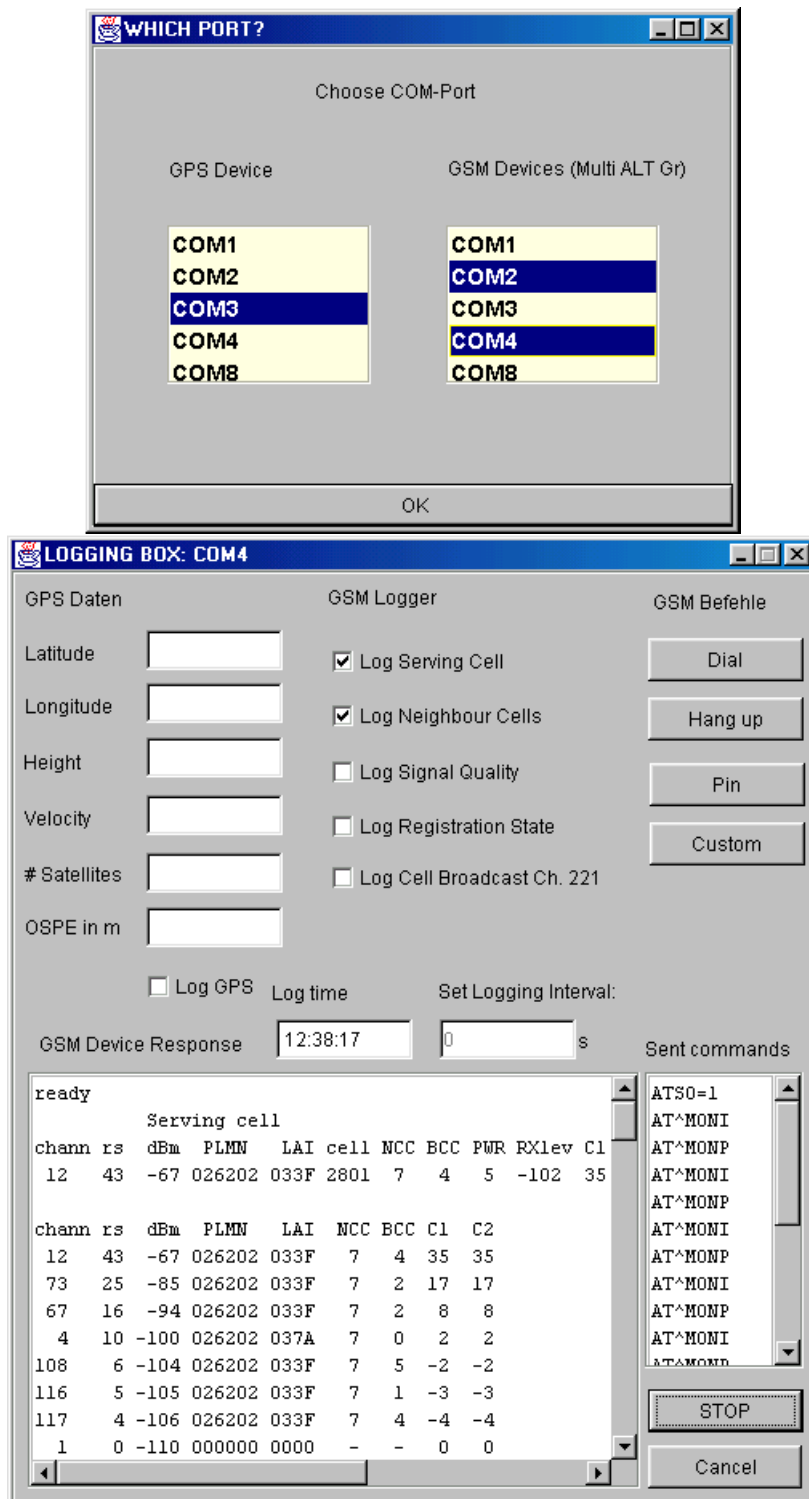 WHICH PORT?
Choose COM-Port
GPS Device GSM Devices (Multi ALT Gr)
COM1 COM1
COM2 COM2
COM3 COM3
COM4 COM4
COM8 COM8
OK
LOGGING BOX: COM4
GPS Daten GSM Logger GSM Befehle
Latitude Log Serving Cell Dial
Longitude Log Neighbour Cells Hang up
Height Log Signal Quality Pin
Velocity Log Registration State Custom
# Satellites Log Cell Broadcast Ch. 221
OSPE in m
Log GPS Log time Set Logging Interval:
GSM Device Response 12:38:17 0 s Sent commands
ready
Serving cell
chann rs dBm PLMN LAI cell NCC BCC PWR RXlev C1
12 43 -67 026202 033F 2801 7 4 5 -102 35
chann rs dBm PLMN LAI NCC BCC C1 C2
12 43 -67 026202 033F 7 4 35 35
73 25 -85 026202 033F 7 2 17 17
67 16 -94 026202 033F 7 2 8 8
4 10 -100 026202 037A 7 0 2 2
108 6 -104 026202 033F 7 5 -2 -2
116 5 -105 026202 033F 7 1 -3 -3
117 4 -106 026202 033F 7 4 -4 -4
1 0 -110 000000 0000 - - 0 0
ATS0=1
AT^MONI
AT^MONP
AT^MONI
AT^MONP
AT^MONI
AT^MONP
AT^MONI
AT^MONP
AT^MONI
AT^MONP
STOP
Cancel